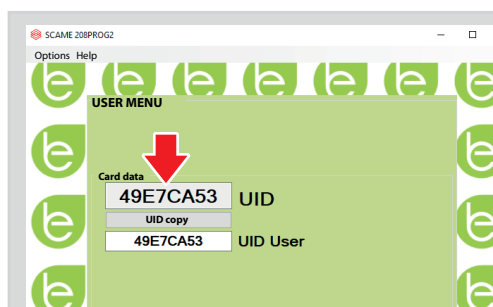 SCAME 208PROG2
Options Help
USER MENU
Card data
49E7CA53 UID
UID copy
49E7CA53 UID User